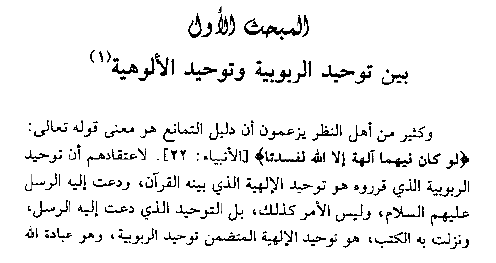 المبحث الأول
بين توحيد الربوبية وتوحيد الألوهية(١)
وكثير من أهل النظر يزعمون أن دليل التمانع هو معنى قوله تعالى:
﴿لو كان فيهما آلهة إلا الله لفسدتا﴾ [الأنبياء: ٢٢]. لاعتقادهم أن توحيد
الربوبية الذي قرروه هو توحيد الإلهية الذي بينه القرآن، ودعت إليه الرسل
عليهم السلام، وليس الأمر كذلك، بل التوحيد الذي دعت إليه الرسل،
ونزلت به الكتب، هو توحيد الإلهية المتضمن توحيد الربوبية، وهو عبادة الله